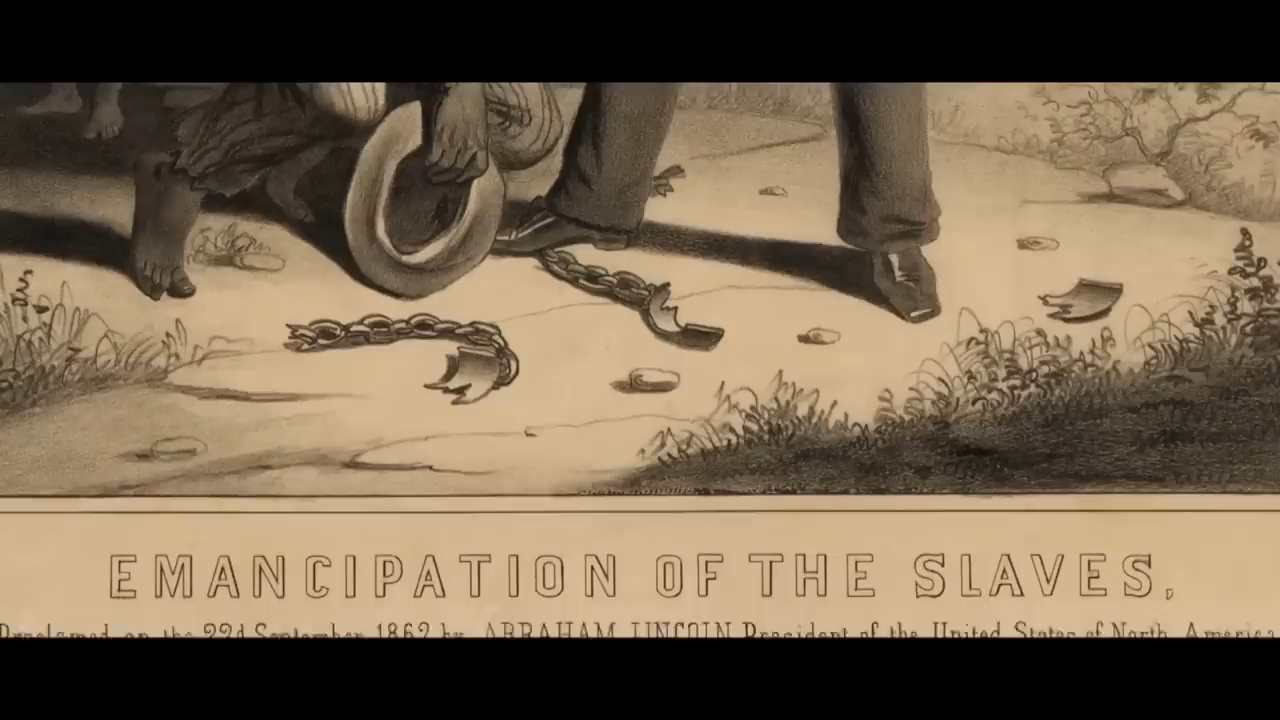 EMANCIPATION OF THE SLAVES,
Proclaimed on the 22d September 1862, by ABRAHAM LINCOLN President of the United States of North America